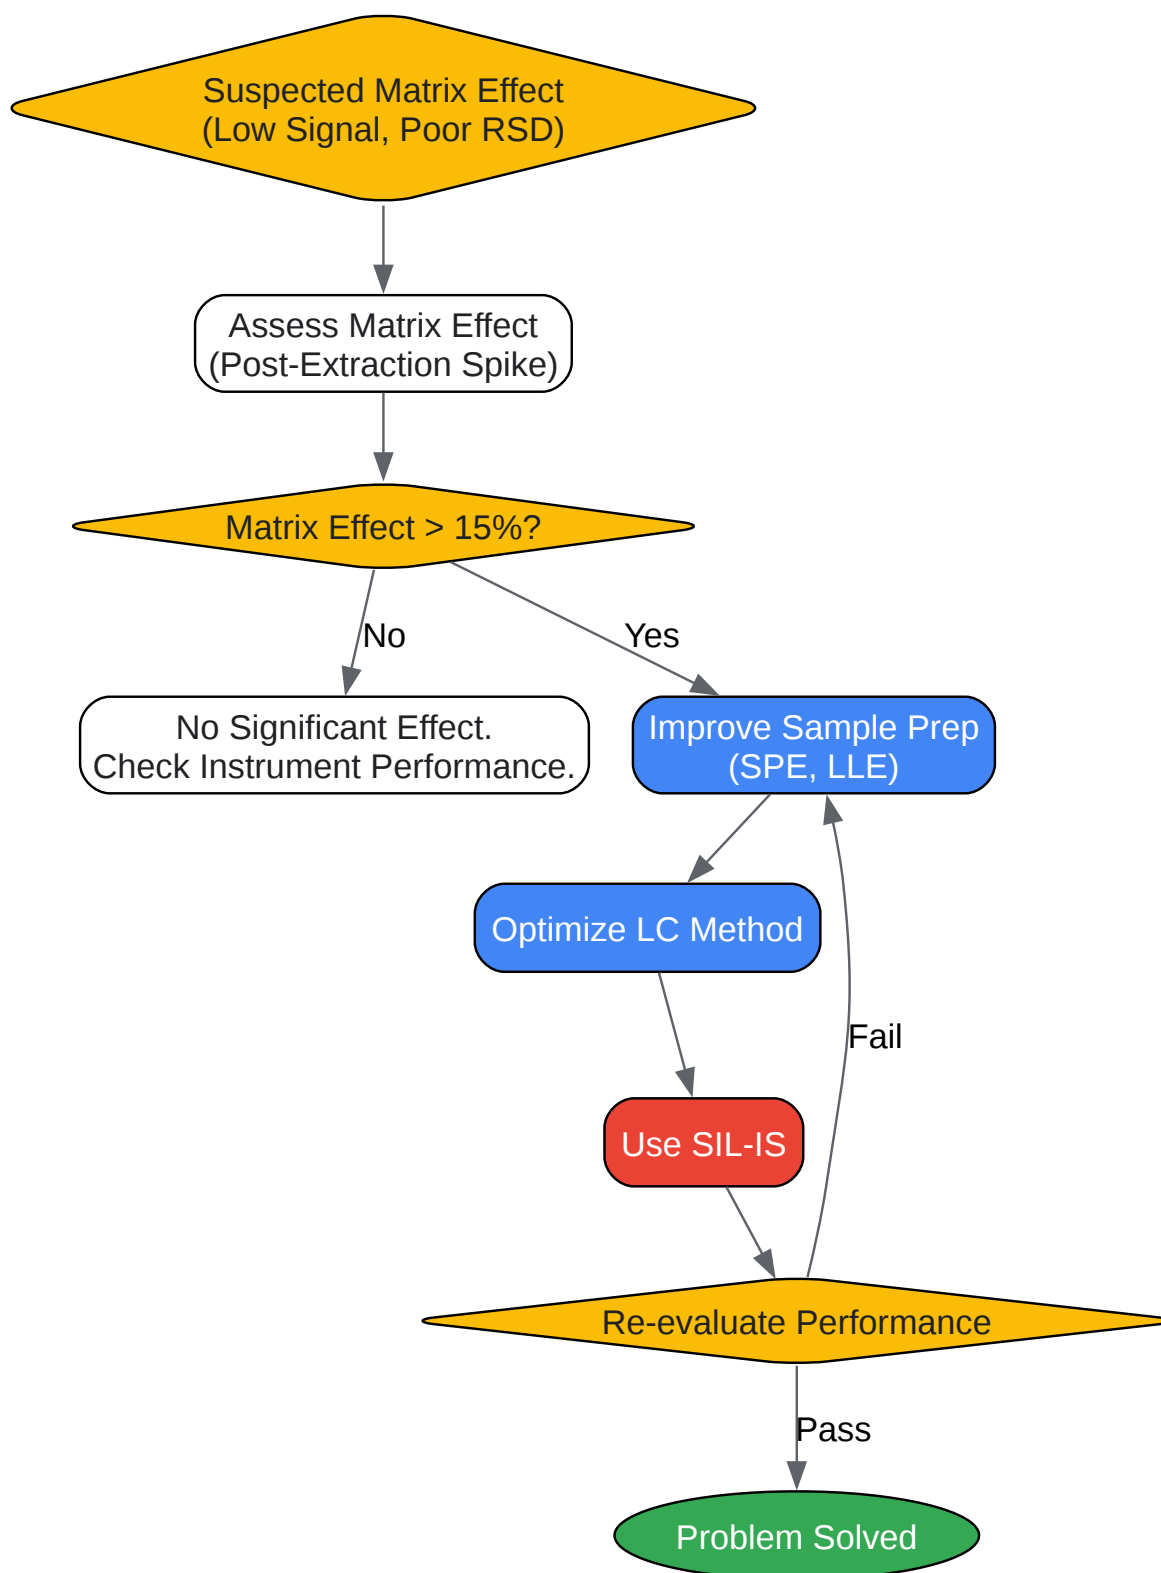 Suspected Matrix Effect
(Low Signal, Poor RSD)
Assess Matrix Effect
(Post-Extraction Spike)
Matrix Effect > 15%?
No
Yes
No Significant Effect.
Check Instrument Performance.
Improve Sample Prep
(SPE, LLE)
Optimize LC Method
Fail
Use SIL-IS
Re-evaluate Performance
Pass
Problem Solved